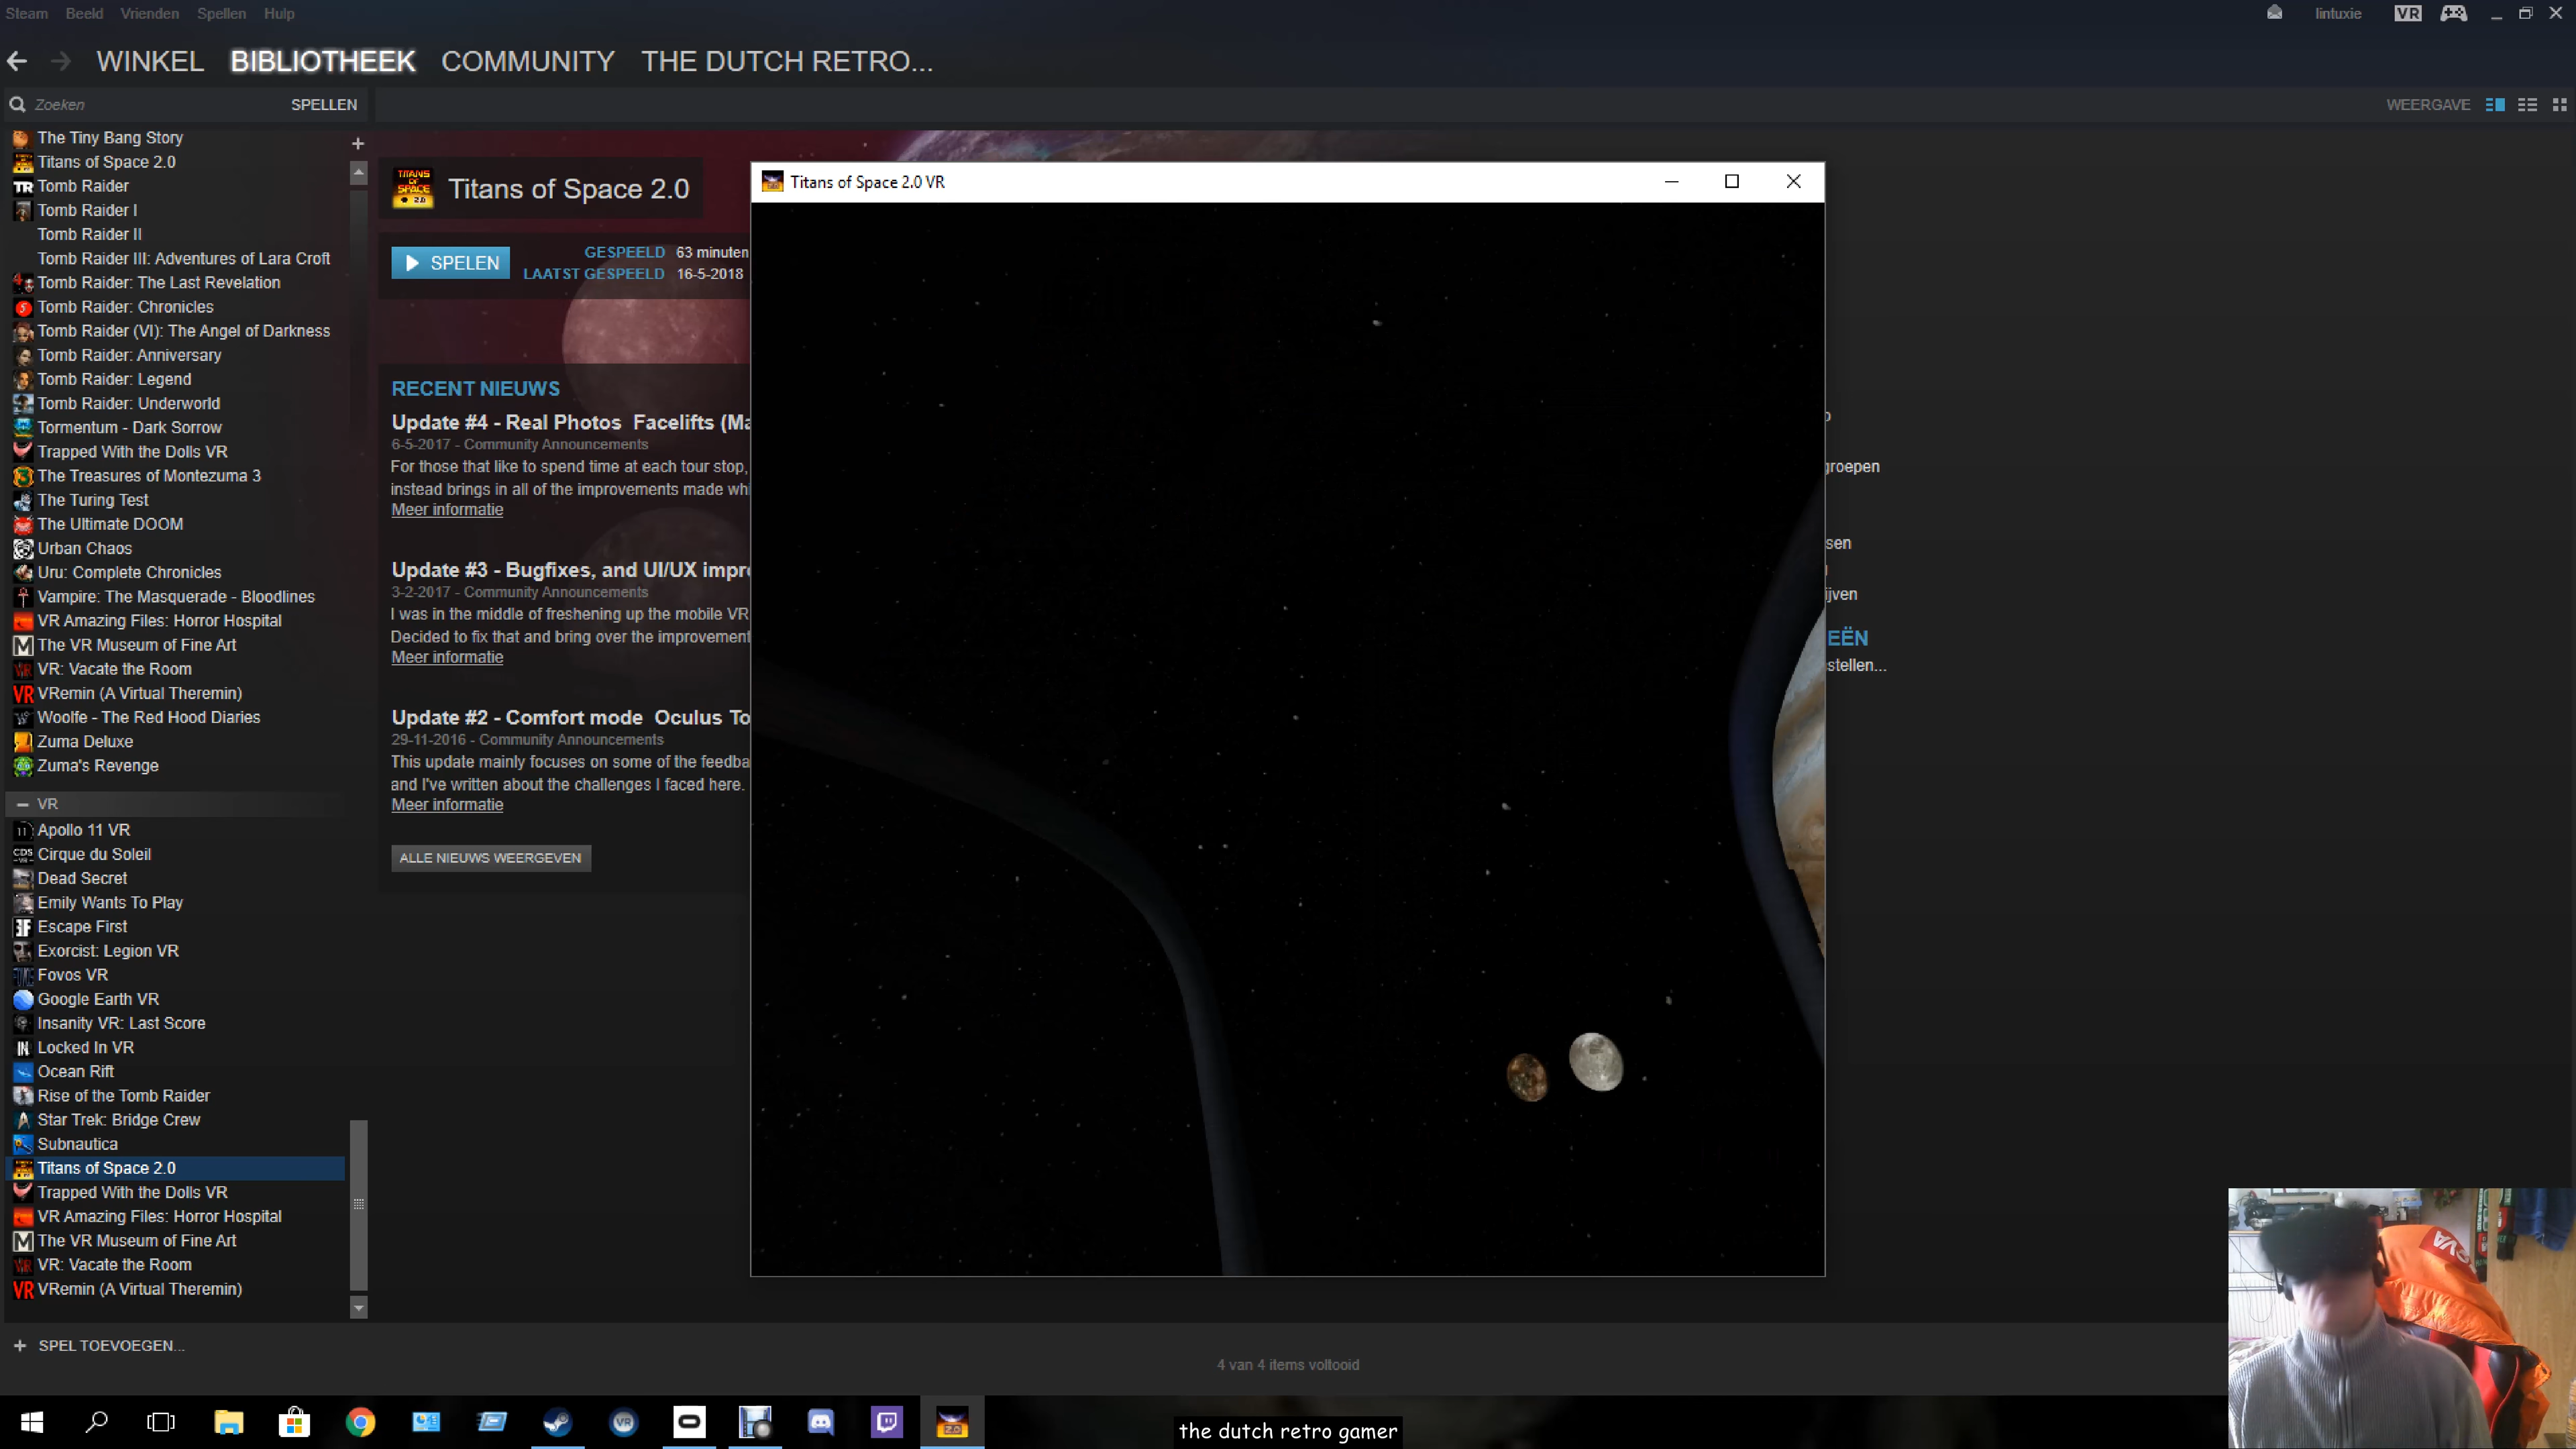 Steam Beeld Vrienden Spellen Hulp
lintuxie VR
WINKEL BIBLIOTHEEK COMMUNITY THE DUTCH RETRO...
Zoeken SPELLEN
WEERGAVE
The Tiny Bang Story
Titans of Space 2.0
Tomb Raider
Tomb Raider I
Tomb Raider II
Tomb Raider III: Adventures of Lara Croft
Tomb Raider: The Last Revelation
Tomb Raider: Chronicles
Tomb Raider (VI): The Angel of Darkness
Tomb Raider: Anniversary
Tomb Raider: Legend
Tomb Raider: Underworld
Tormentum - Dark Sorrow
Trapped With the Dolls VR
The Treasures of Montezuma 3
The Turing Test
The Ultimate DOOM
Urban Chaos
Uru: Complete Chronicles
Vampire: The Masquerade - Bloodlines
VR Amazing Files: Horror Hospital
The VR Museum of Fine Art
VR: Vacate the Room
VRemin (A Virtual Theremin)
Woolfe - The Red Hood Diaries
Zuma Deluxe
Zuma's Revenge
VR
Apollo 11 VR
Cirque du Soleil
Dead Secret
Emily Wants To Play
Escape First
Exorcist: Legion VR
Fovos VR
Google Earth VR
Insanity VR: Last Score
Locked In VR
Ocean Rift
Rise of the Tomb Raider
Star Trek: Bridge Crew
Subnautica
Titans of Space 2.0
Trapped With the Dolls VR
VR Amazing Files: Horror Hospital
The VR Museum of Fine Art
VR: Vacate the Room
VRemin (A Virtual Theremin)
+ SPEL TOEVOEGEN...
TITANS OF SPACE 2.0
Titans of Space 2.0
SPELEN
GESPEELD 63 minuten
LAATST GESPEELD 16-5-2018
RECENT NIEUWS
Update #4 - Real Photos Facelifts (Ma
6-5-2017 - Community Announcements
For those that like to spend time at each tour stop,
instead brings in all of the improvements made whi
Meer informatie
Update #3 - Bugfixes, and UI/UX impr
3-2-2017 - Community Announcements
I was in the middle of freshening up the mobile VR
Decided to fix that and bring over the improvement
Meer informatie
Update #2 - Comfort mode Oculus To
29-11-2016 - Community Announcements
This update mainly focuses on some of the feedba
and I've written about the challenges I faced here.
Meer informatie
ALLE NIEUWS WEERGEVEN
Titans of Space 2.0 VR
groepen
sen
ijven
EËN
stellen...
4 van 4 items voltooid
the dutch retro gamer